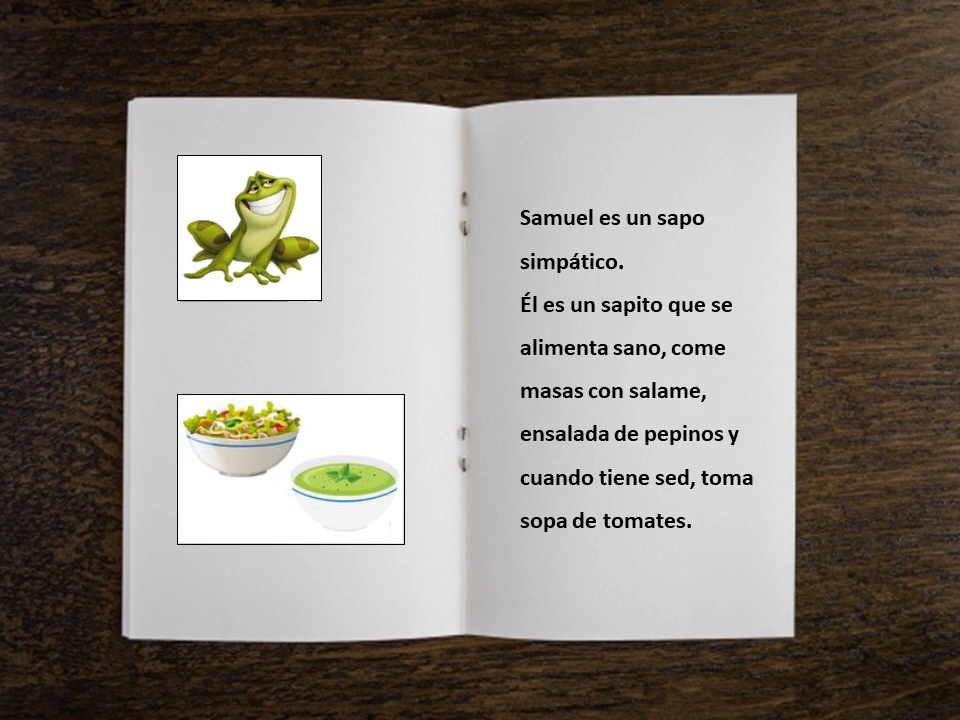 Samuel es un sapo
simpático.
Él es un sapito que se
alimenta sano, come
masas con salame,
ensalada de pepinos y
cuando tiene sed, toma
sopa de tomates.